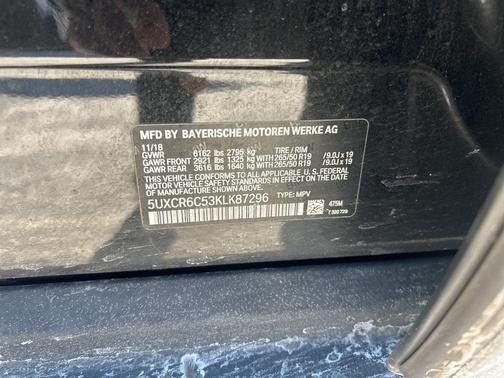 MFD BY BAYERISCHE MOTOREN WERKE AG
11/18
GVWR 6162 lbs 2795 kg TIRE / RIM
GAWR FRONT 2921 lbs 1325 kg WITH 265/50 R19 /9.0J x 19
GAWR REAR 3616 lbs 1640 kg WITH 265/50 R19 /9.0J x 19
THIS VEHICLE CONFORMS TO ALL APPLICABLE
FEDERAL MOTOR VEHICLE SAFETY STANDARDS
IN EFFECT ON THE DATE OF MANUFACTURE
SHOWN ABOVE.
5UXCR6C53KLK87296 TYPE: MPV
475M